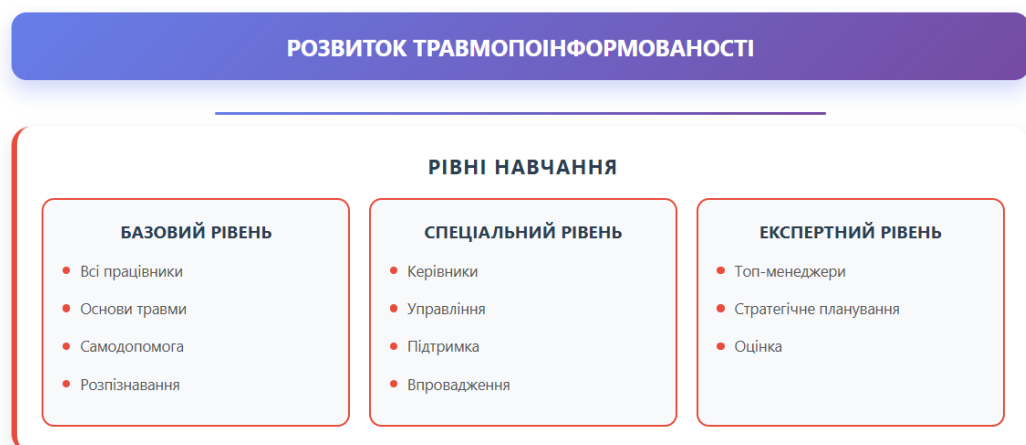 РОЗВИТОК ТРАВМОПОІНФОРМОВАНОСТІ
РІВНІ НАВЧАННЯ
БАЗОВИЙ РІВЕНЬ
Всі працівники
Основи травми
Самодопомога
Розпізнавання
СПЕЦІАЛЬНИЙ РІВЕНЬ
Керівники
Управління
Підтримка
Впровадження
ЕКСПЕРТНИЙ РІВЕНЬ
Топ-менеджери
Стратегічне планування
Оцінка